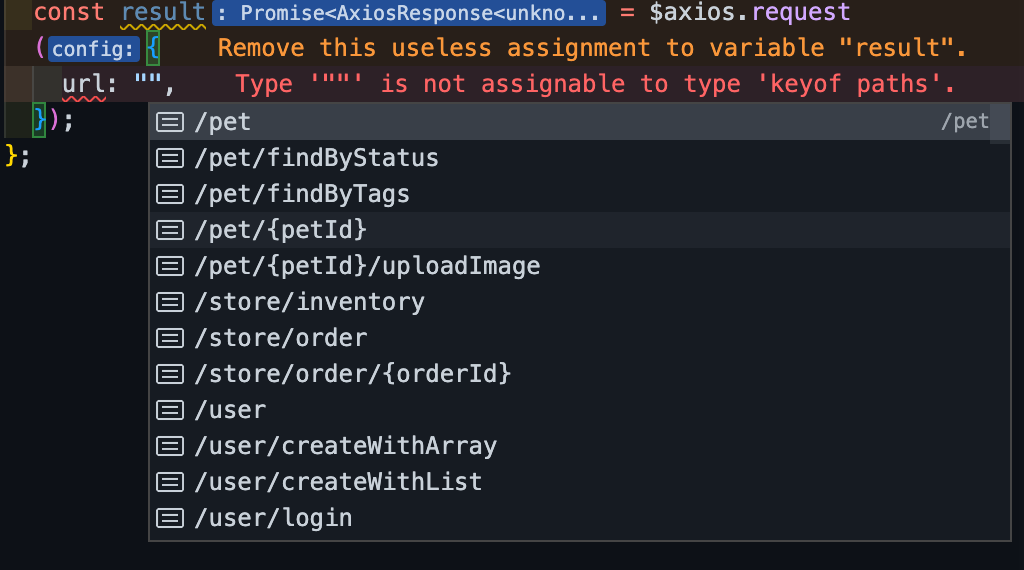 const result : Promise<AxiosResponse<unkno... = $axios.request
(config: { Remove this useless assignment to variable "result".
url: "", Type '""' is not assignable to type 'keyof paths'.
});
};
/pet /pet
/pet/findByStatus
/pet/findByTags
/pet/{petId}
/pet/{petId}/uploadImage
/store/inventory
/store/order
/store/order/{orderId}
/user
/user/createWithArray
/user/createWithList
/user/login